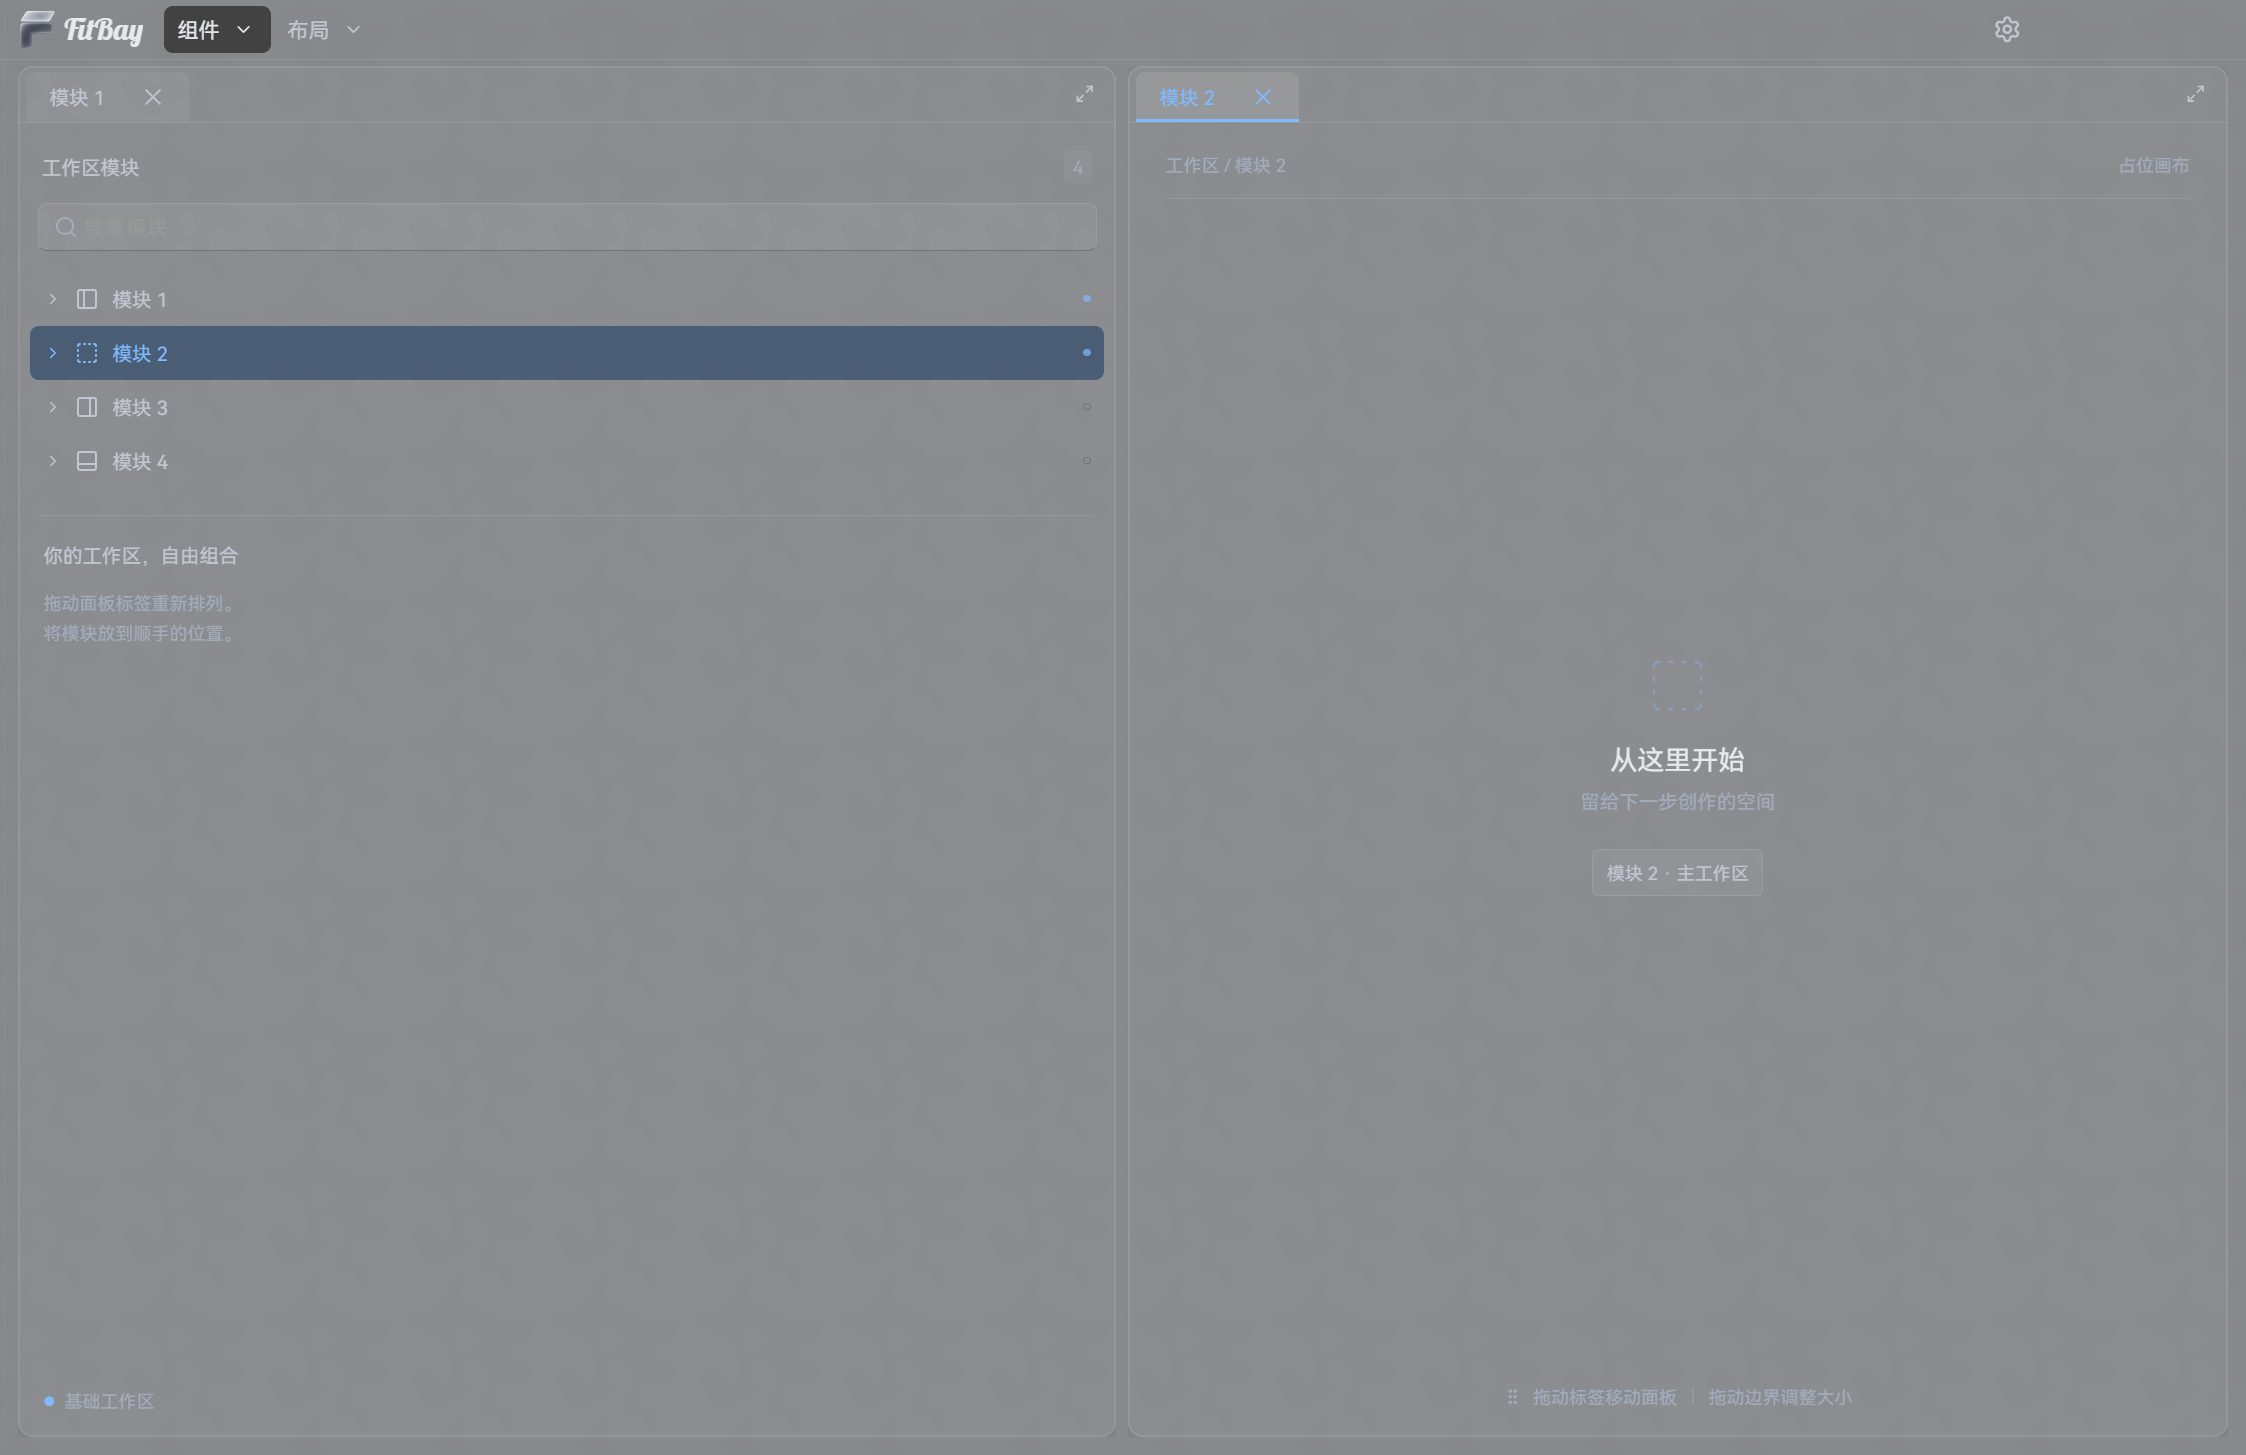 FitBay 组件 布局
模块 1
工作区模块
4
搜索模块...
模块 1
模块 2
模块 3
模块 4
你的工作区，自由组合
拖动面板标签重新排列。
将模块放到顺手的位置。
基础工作区
模块 2
工作区 / 模块 2
占位画布
从这里开始
留给下一步创作的空间
模块 2 · 主工作区
拖动标签移动面板 | 拖动边界调整大小